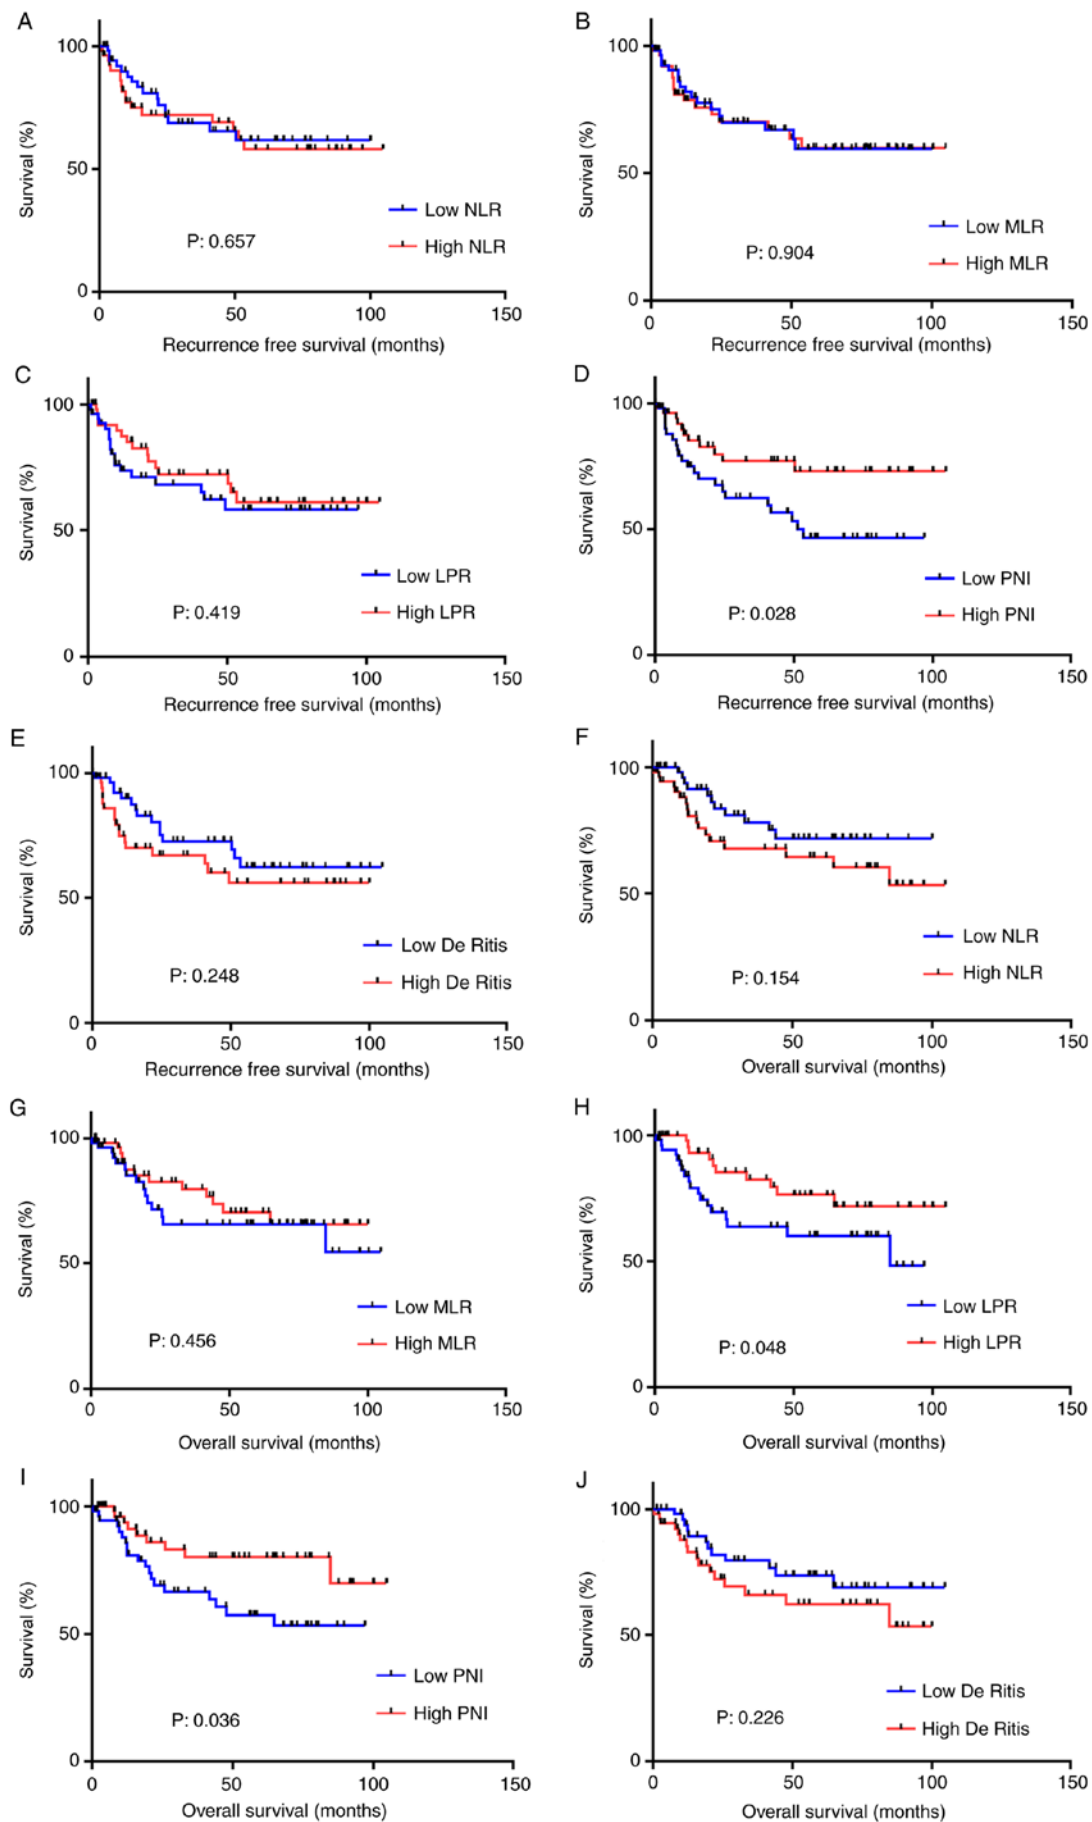 A
100
50
0
Survival (%)
Low NLR
High NLR
P: 0.657
0 50 100 150
Recurrence free survival (months)
B
100
50
0
Survival (%)
Low MLR
High MLR
P: 0.904
0 50 100 150
Recurrence free survival (months)
C
100
50
0
Survival (%)
Low LPR
High LPR
P: 0.419
0 50 100 150
Recurrence free survival (months)
D
100
50
0
Survival (%)
Low PNI
High PNI
P: 0.028
0 50 100 150
Recurrence free survival (months)
E
100
50
0
Survival (%)
Low De Ritis
High De Ritis
P: 0.248
0 50 100 150
Recurrence free survival (months)
F
100
50
0
Survival (%)
Low NLR
High NLR
P: 0.154
0 50 100 150
Overall survival (months)
G
100
50
0
Survival (%)
Low MLR
High MLR
P: 0.456
0 50 100 150
Overall survival (months)
H
100
50
0
Survival (%)
Low LPR
High LPR
P: 0.048
0 50 100 150
Overall survival (months)
I
100
50
0
Survival (%)
Low PNI
High PNI
P: 0.036
0 50 100 150
Overall survival (months)
J
100
50
0
Survival (%)
Low De Ritis
High De Ritis
P: 0.226
0 50 100 150
Overall survival (months)